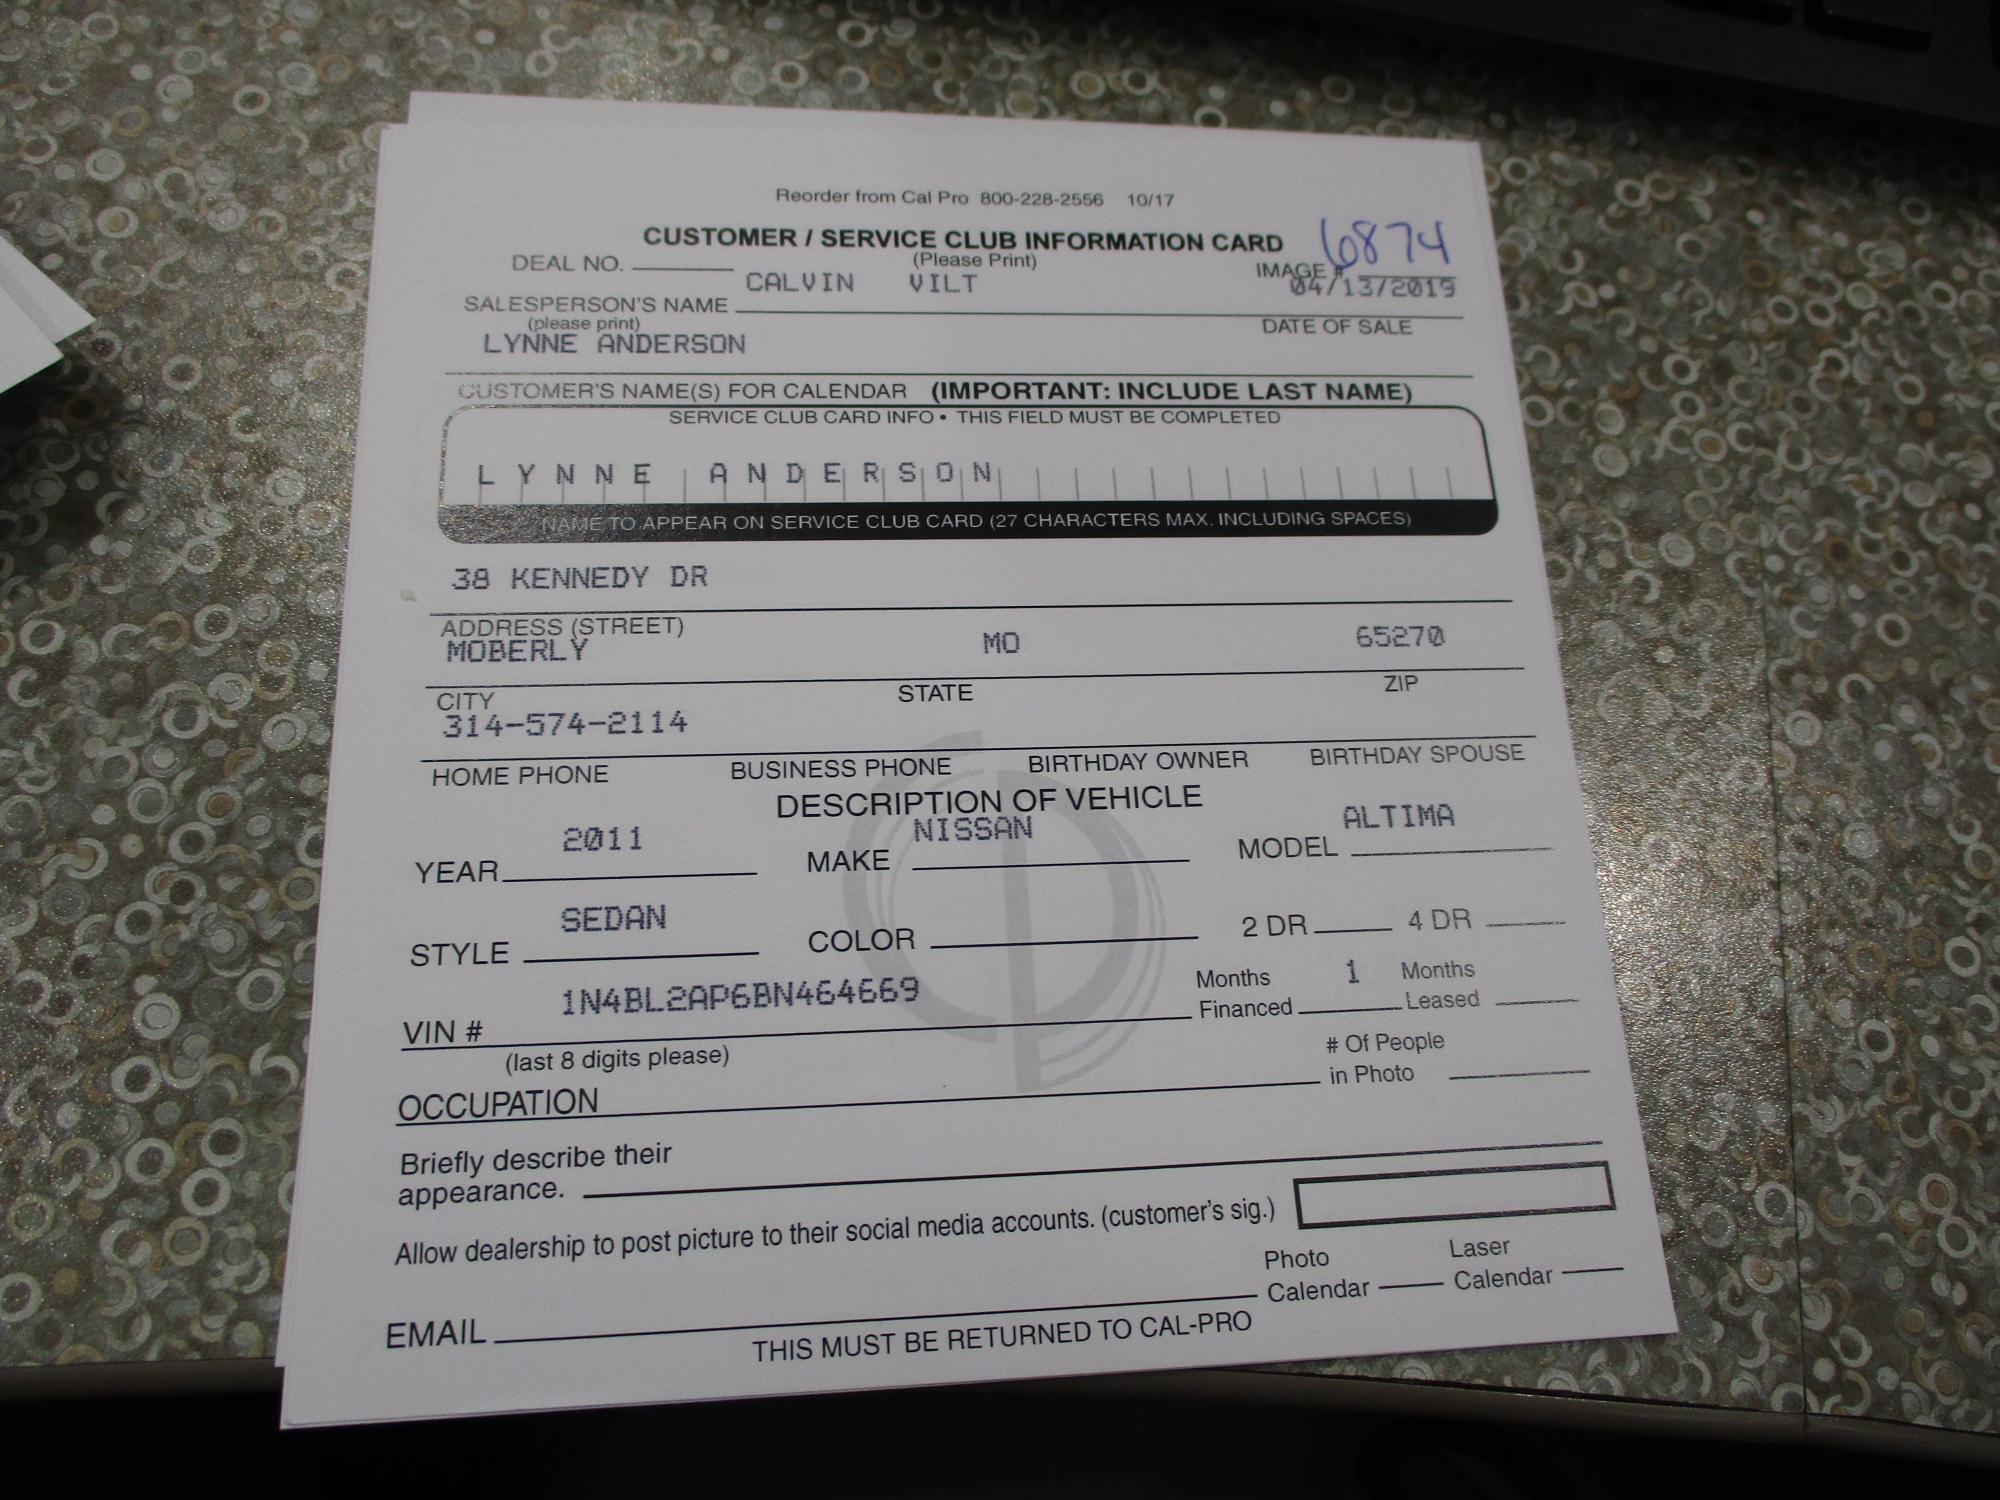 Reorder from Cal Pro 800-228-2556 10/17
CUSTOMER / SERVICE CLUB INFORMATION CARD 6874
DEAL NO. (Please Print) IMAGE #
CALVIN VILT 04/13/2019
SALESPERSON'S NAME
(please print) DATE OF SALE
LYNNE ANDERSON
CUSTOMER'S NAME(S) FOR CALENDAR (IMPORTANT: INCLUDE LAST NAME)
SERVICE CLUB CARD INFO • THIS FIELD MUST BE COMPLETED
LYNNE ANDERSON
NAME TO APPEAR ON SERVICE CLUB CARD (27 CHARACTERS MAX. INCLUDING SPACES)
38 KENNEDY DR
ADDRESS (STREET)
MOBERLY MO 65270
CITY STATE ZIP
314-574-2114
HOME PHONE BUSINESS PHONE BIRTHDAY OWNER BIRTHDAY SPOUSE
DESCRIPTION OF VEHICLE
2011 NISSAN ALTIMA
YEAR MAKE MODEL
SEDAN
STYLE COLOR 2 DR 4 DR
1N4BL2AP6BN464669 Months 1 Months
VIN # Financed Leased
(last 8 digits please) # Of People
OCCUPATION in Photo
Briefly describe their
appearance.
Allow dealership to post picture to their social media accounts. (customer's sig.)
Photo Laser
EMAIL Calendar Calendar
THIS MUST BE RETURNED TO CAL-PRO